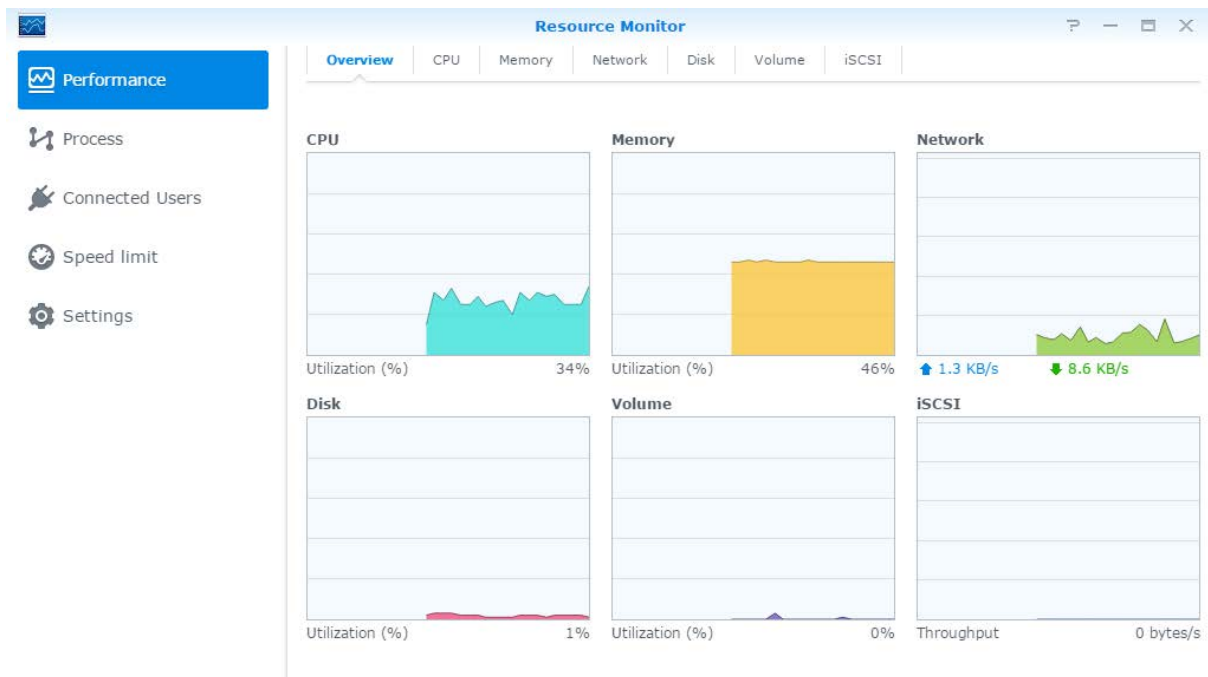 Resource Monitor
Performance
Process
Connected Users
Speed limit
Settings
Overview CPU Memory Network Disk Volume iSCSI
CPU Memory Network
Utilization (%) 34% Utilization (%) 46% 1.3 KB/s 8.6 KB/s
Disk Volume iSCSI
Utilization (%) 1% Utilization (%) 0% Throughput 0 bytes/s